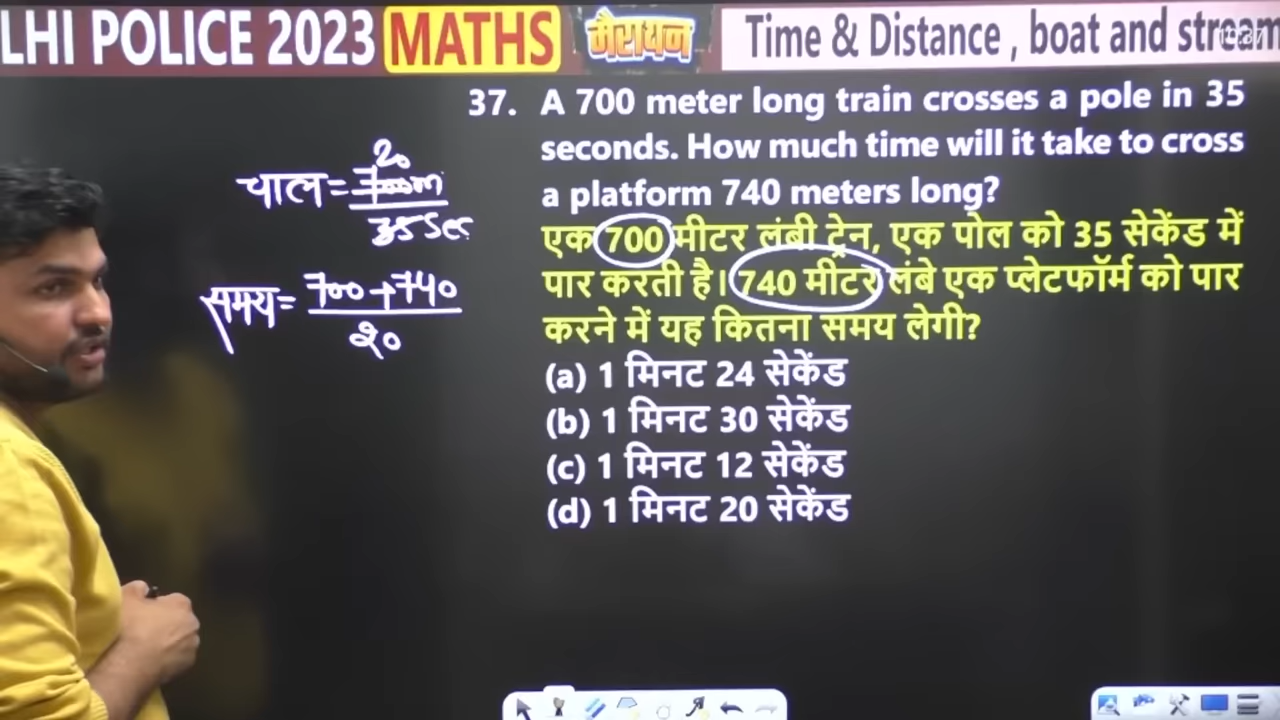 LHI POLICE 2023 MATHS मैराथन Time & Distance , boat and stream
37. A 700 meter long train crosses a pole in 35
seconds. How much time will it take to cross
a platform 740 meters long?
एक 700 मीटर लंबी ट्रेन, एक पोल को 35 सेकेंड में
पार करती है। 740 मीटर लंबे एक प्लेटफॉर्म को पार
करने में यह कितना समय लेगी?
(a) 1 मिनट 24 सेकेंड
(b) 1 मिनट 30 सेकेंड
(c) 1 मिनट 12 सेकेंड
(d) 1 मिनट 20 सेकेंड
20
चाल = 700m
35 Sec
समय = 700+740
20